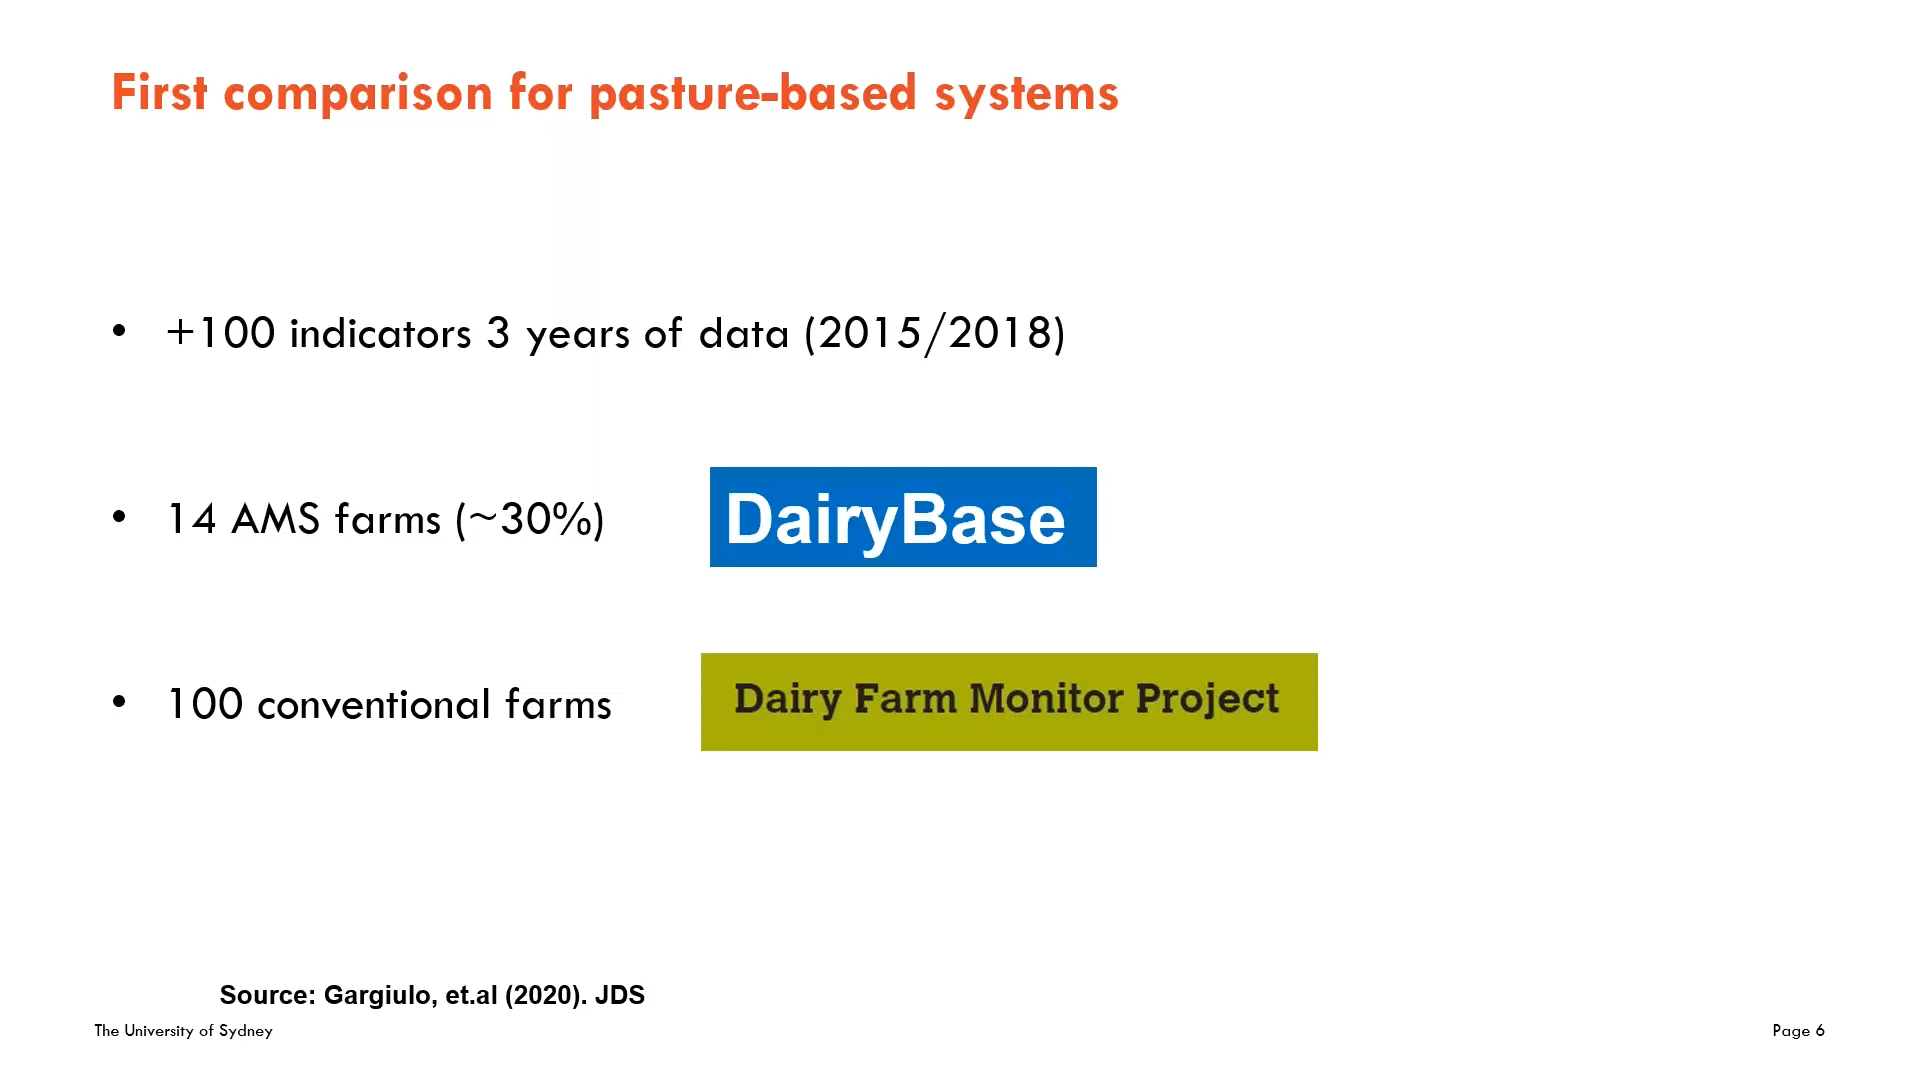 First comparison for pasture-based systems
• +100 indicators 3 years of data (2015/2018)
• 14 AMS farms (~30%)
DairyBase
• 100 conventional farms
Dairy Farm Monitor Project
Source: Gargiulo, et.al (2020). JDS
The University of Sydney
Page 6